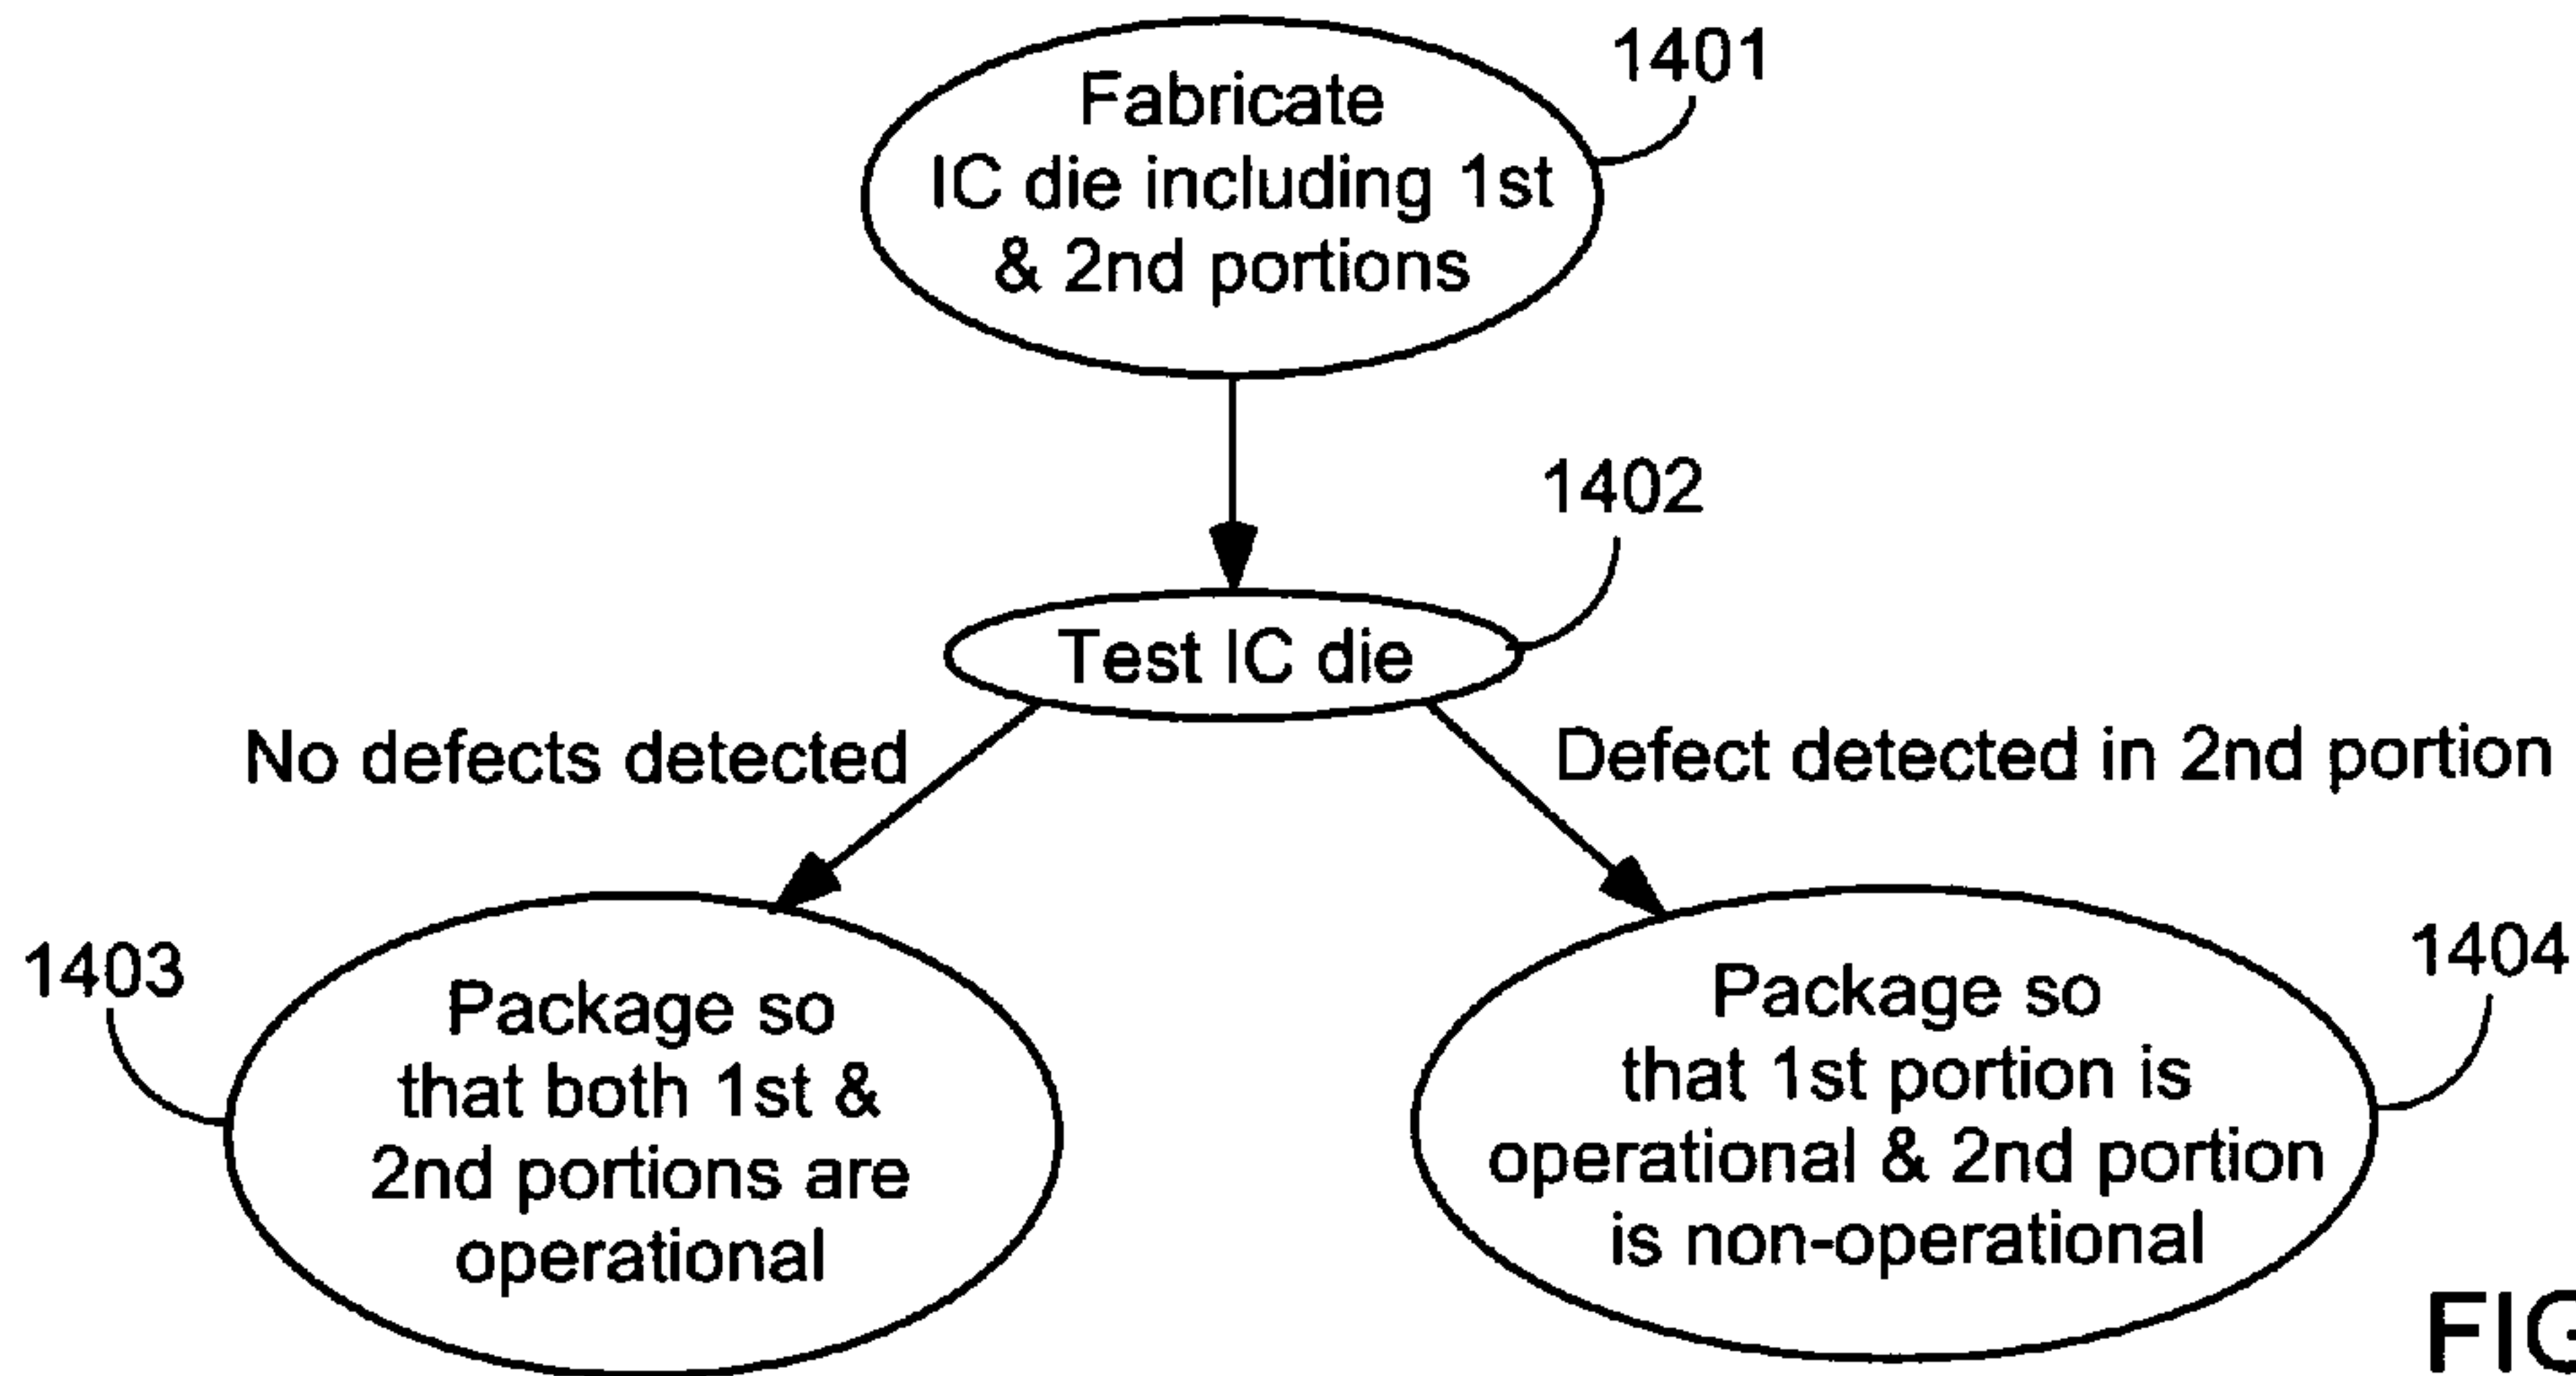 1401
Fabricate
IC die including 1st
& 2nd portions
1402
Test IC die
No defects detected
Defect detected in 2nd portion
1403
Package so
that both 1st &
2nd portions are
operational
1404
Package so
that 1st portion is
operational & 2nd portion
is non-operational